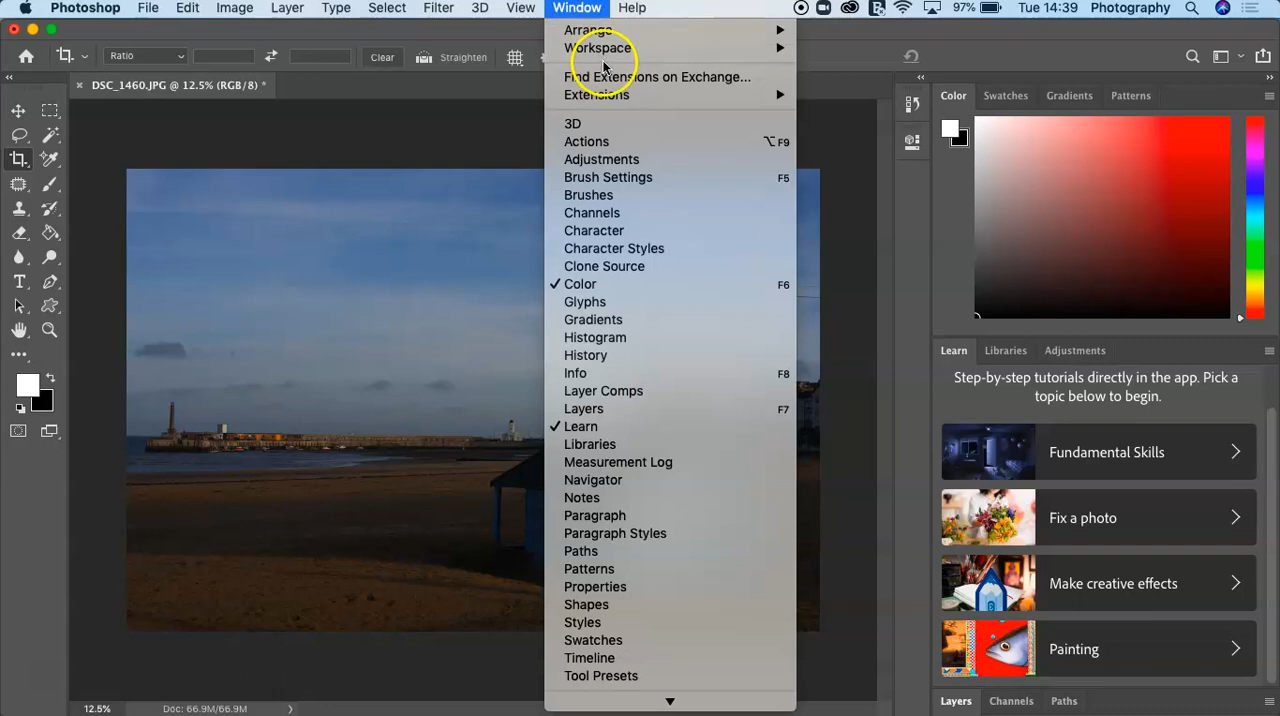 Photoshop File Edit Image Layer Type Select Filter 3D View Window Help 97% Tue 14:39 Photography
Ratio Clear Straighten
DSC_1460.JPG @ 12.5% (RGB/8) *
Arrange
Workspace
Find Extensions on Exchange...
Extensions
3D
Actions ⌥F9
Adjustments
Brush Settings F5
Brushes
Channels
Character
Character Styles
Clone Source
✓ Color F6
Glyphs
Gradients
Histogram
History
Info F8
Layer Comps
Layers F7
✓ Learn
Libraries
Measurement Log
Navigator
Notes
Paragraph
Paragraph Styles
Paths
Patterns
Properties
Shapes
Styles
Swatches
Timeline
Tool Presets
Color Swatches Gradients Patterns
Learn Libraries Adjustments
Step-by-step tutorials directly in the app. Pick a
topic below to begin.
Fundamental Skills
Fix a photo
Make creative effects
Painting
Layers Channels Paths
12.5% Doc: 66.9M/66.9M